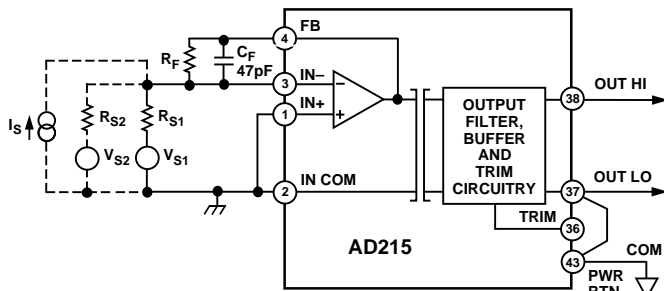 4 FB
R_F
C_F
47pF
3 IN–
1 IN+
I_S
R_S2
R_S1
V_S2
V_S1
2 IN COM
OUTPUT
FILTER,
BUFFER
AND
TRIM
CIRCUITRY
38
OUT HI
37
OUT LO
TRIM
36
AD215
43
COM
PWR
RTN